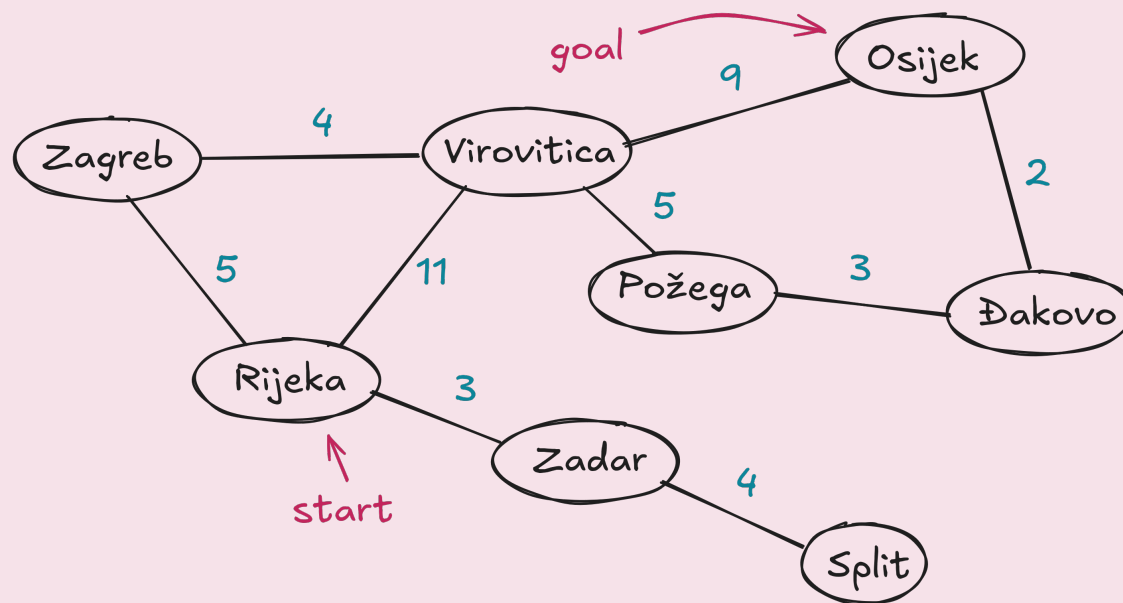 goal
Osijek
9
4
Zagreb
Virovitica
2
5
5
11
3
Požega
Đakovo
Rijeka
3
Zadar
4
start
Split